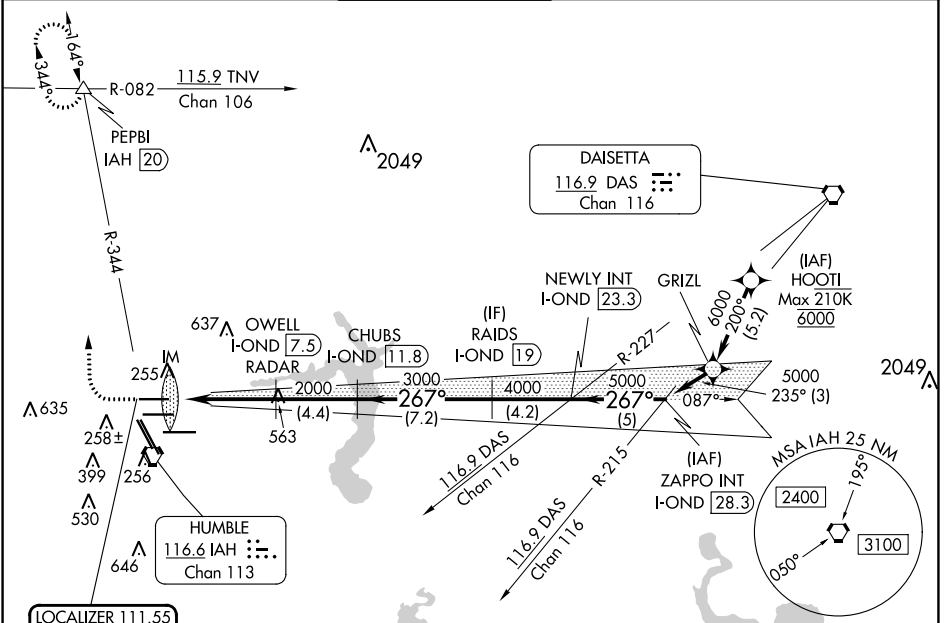 164°
344°
R-082
115.9 TNV
Chan 106
PEPBI
IAH 20
R-344
2049
DAISETTA
116.9 DAS
Chan 116
(IAF)
HOOTI
Max 210K
6000
6000
200°
(5.2)
NEWLY INT
I-OND 23.3
GRIZL
(IF)
RAIDS
I-OND 19
CHUBS
I-OND 11.8
637
OWELL
I-OND 7.5
RADAR
R-227
IM
255
2000
3000
4000
5000
5000
2049
267°
267°
087°
235° (3)
(4.4)
(7.2)
(4.2)
(5)
635
258±
399
256
530
646
563
116.9 DAS
Chan 116
R-215
116.9 DAS
Chan 116
(IAF)
ZAPPO INT
I-OND 28.3
MSA IAH 25 NM
195°
2400
050°
3100
HUMBLE
116.6 IAH
Chan 113
LOCALIZER 111.55